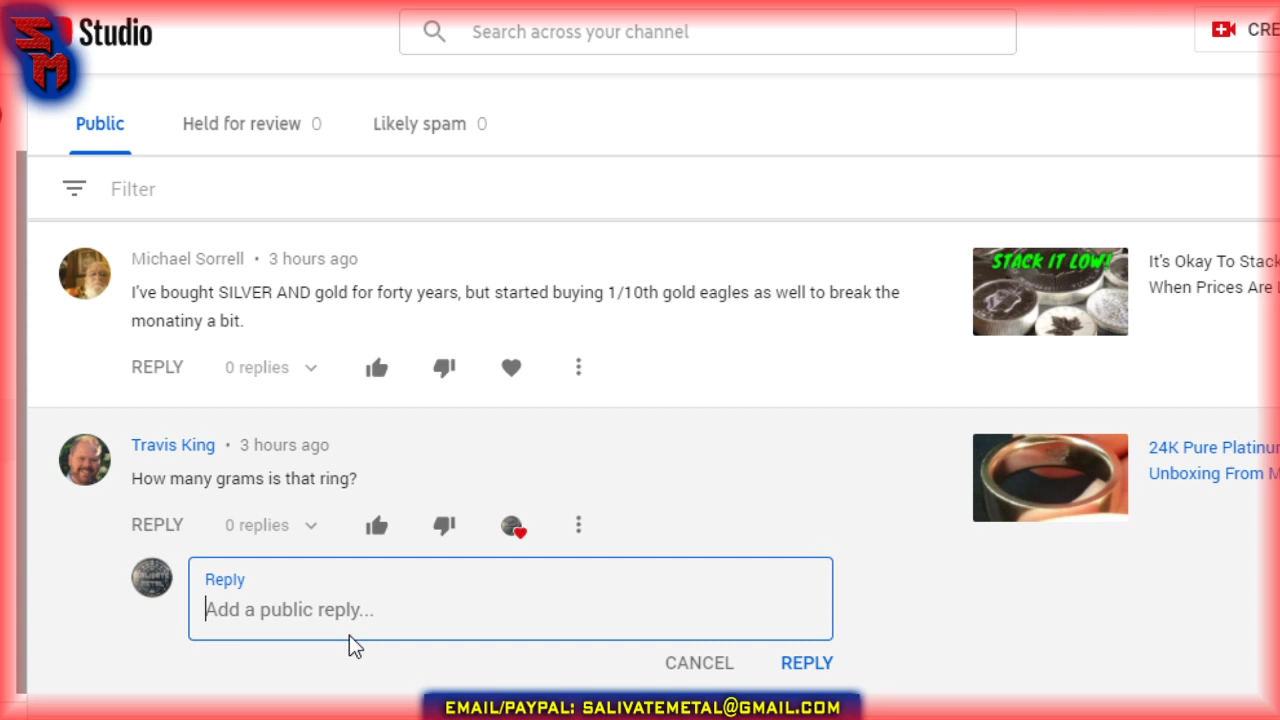 SM
Studio
Search across your channel
CRE
Public
Held for review 0
Likely spam 0
Filter
Michael Sorrell • 3 hours ago
I've bought SILVER AND gold for forty years, but started buying 1/10th gold eagles as well to break the
monatiny a bit.
REPLY
0 replies
STACK IT LOW!
It's Okay To Stack
When Prices Are
Travis King • 3 hours ago
How many grams is that ring?
REPLY
0 replies
24K Pure Platinum
Unboxing From M
Reply
Add a public reply...
CANCEL
REPLY
EMAIL/PAYPAL: SALIVATEMETAL@GMAIL.COM